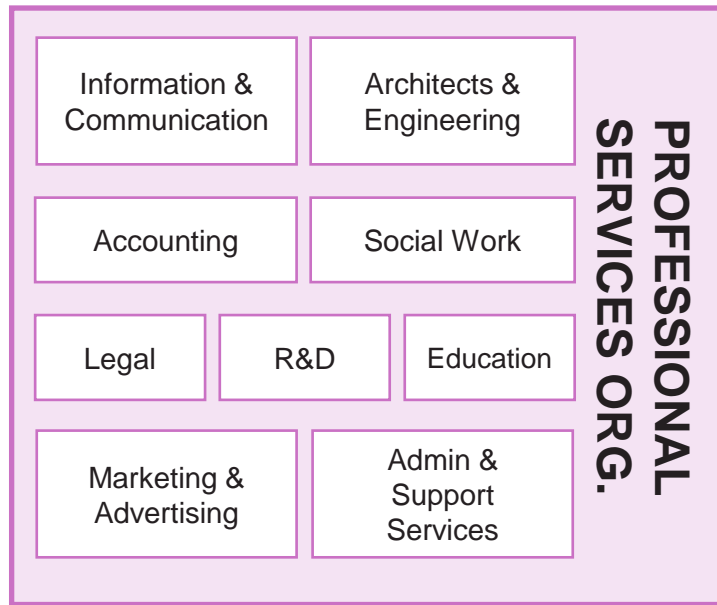 Information &
Communication
Architects &
Engineering
Accounting
Social Work
Legal
R&D
Education
Marketing &
Advertising
Admin &
Support
Services
PROFESSIONAL
SERVICES ORG.